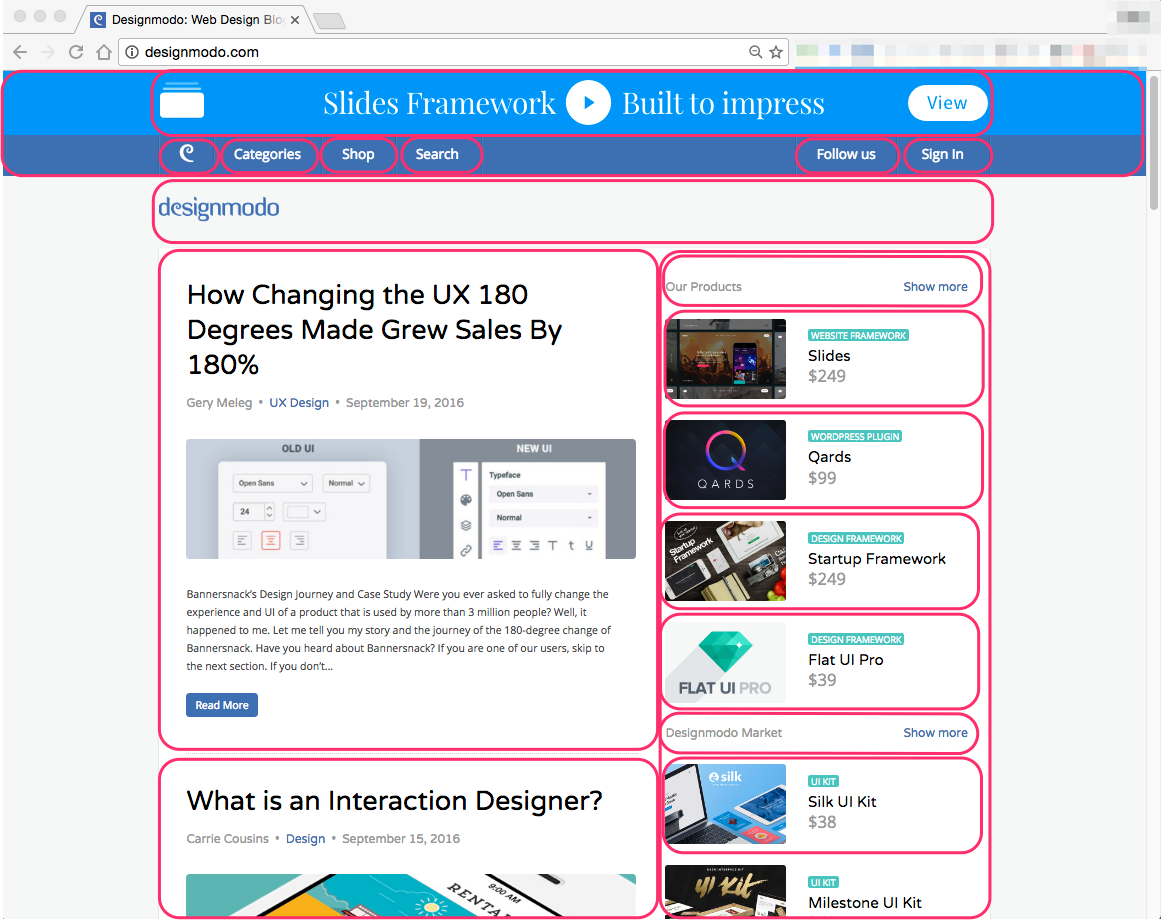 Designmodo: Web Design Blo
designmodo.com
Slides Framework Built to impress
View
Categories Shop Search Follow us Sign In
designmodo
How Changing the UX 180
Degrees Made Grew Sales By
180%
Gery Meleg • UX Design • September 19, 2016
OLD UI NEW UI
Open Sans Normal
24
Typeface
Open Sans
Normal
Bannersnack's Design Journey and Case Study Were you ever asked to fully change the
experience and UI of a product that is used by more than 3 million people? Well, it
happened to me. Let me tell you my story and the journey of the 180-degree change of
Bannersnack. Have you heard about Bannersnack? If you are one of our users, skip to
the next section. If you don't...
Read More
What is an Interaction Designer?
Carrie Cousins • Design • September 15, 2016
RENTAL
9:00 AM
Our Products Show more
WEBSITE FRAMEWORK
Slides
$249
QARDS
WORDPRESS PLUGIN
Qards
$99
Startup
Framework
DESIGN FRAMEWORK
Startup Framework
$249
FLAT UI PRO
DESIGN FRAMEWORK
Flat UI Pro
$39
Designmodo Market Show more
silk
UI KIT
Silk UI Kit
$38
UI Kit
UI KIT
Milestone UI Kit